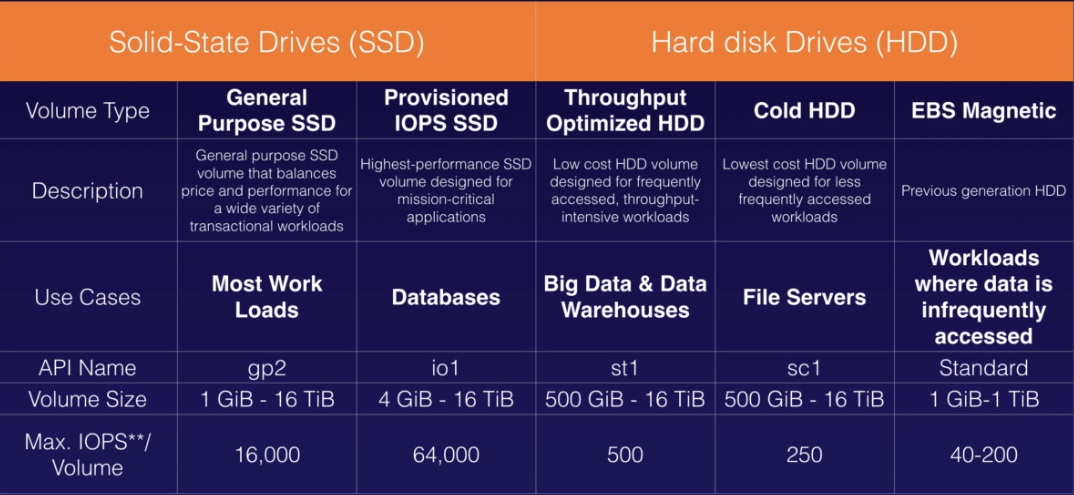 Solid-State Drives (SSD)
Hard disk Drives (HDD)
Volume Type
General
Purpose SSD
Provisioned
IOPS SSD
Throughput
Optimized HDD
Cold HDD
EBS Magnetic
Description
General purpose SSD
volume that balances
price and performance for
a wide variety of
transactional workloads
Highest-performance SSD
volume designed for
mission-critical
applications
Low cost HDD volume
designed for frequently
accessed, throughput-
intensive workloads
Lowest cost HDD volume
designed for less
frequently accessed
workloads
Previous generation HDD
Use Cases
Most Work
Loads
Databases
Big Data & Data
Warehouses
File Servers
Workloads
where data is
infrequently
accessed
API Name
gp2
io1
st1
sc1
Standard
Volume Size
1 GiB - 16 TiB
4 GiB - 16 TiB
500 GiB - 16 TiB
500 GiB - 16 TiB
1 GiB-1 TiB
Max. IOPS**/
Volume
16,000
64,000
500
250
40-200